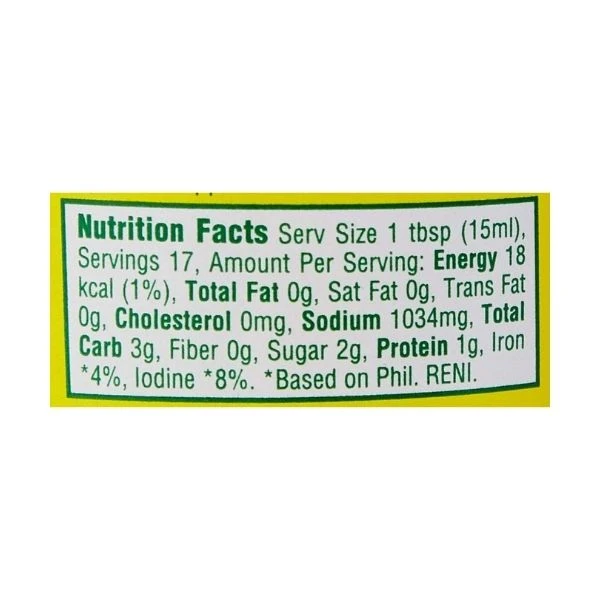 Nutrition Facts Serv Size 1 tbsp (15ml),
Servings 17, Amount Per Serving: Energy 18
kcal (1%), Total Fat 0g, Sat Fat 0g, Trans Fat
0g, Cholesterol 0mg, Sodium 1034mg, Total
Carb 3g, Fiber 0g, Sugar 2g, Protein 1g, Iron
*4%, Iodine *8%. *Based on Phil. RENI.